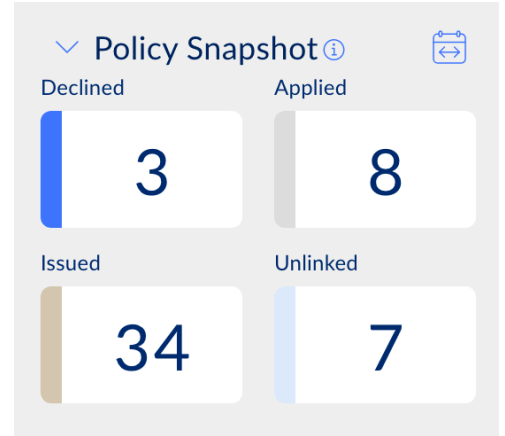 Policy Snapshot
Declined
Applied
3
8
Issued
Unlinked
34
7